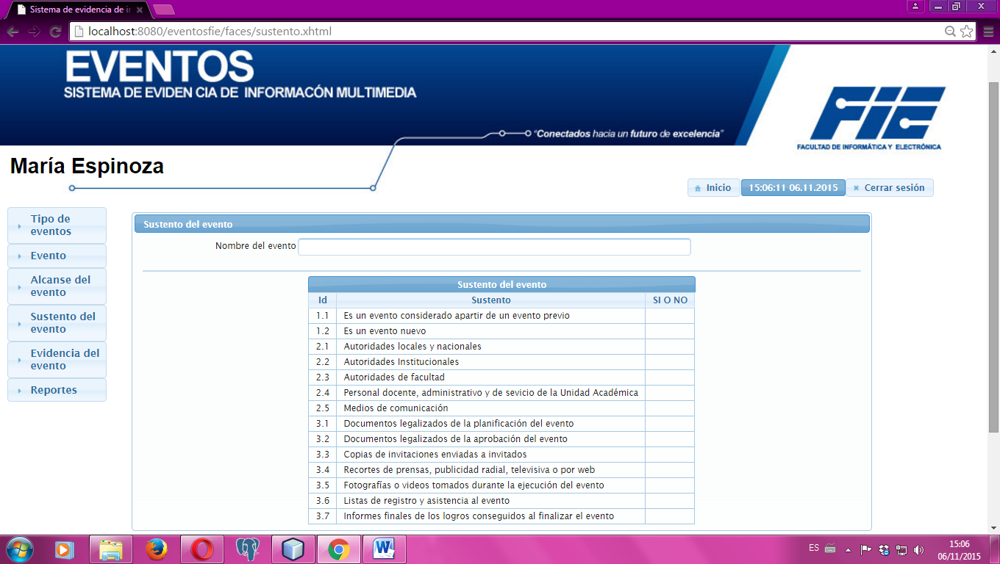 Sistema de evidencia de in
localhost:8080/eventosfie/faces/sustento.xhtml
EVENTOS
SISTEMA DE EVIDEN CIA DE INFORMACÓN MULTIMEDIA
"Conectados hacia un futuro de excelencia"
FIE
FACULTAD DE INFORMÁTICA Y ELECTRÓNICA
María Espinoza
Inicio
15:06:11 06.11.2015
Cerrar sesión
Tipo de
eventos
Evento
Alcanse del
evento
Sustento del
evento
Evidencia del
evento
Reportes
Sustento del evento
Nombre del evento
Sustento del evento
Id Sustento SI O NO
1.1 Es un evento considerado apartir de un evento previo
1.2 Es un evento nuevo
2.1 Autoridades locales y nacionales
2.2 Autoridades Institucionales
2.3 Autoridades de facultad
2.4 Personal docente, administrativo y de sevicio de la Unidad Académica
2.5 Medios de comunicación
3.1 Documentos legalizados de la planificación del evento
3.2 Documentos legalizados de la aprobación del evento
3.3 Copias de invitaciones enviadas a invitados
3.4 Recortes de prensas, publicidad radial, televisiva o por web
3.5 Fotografías o videos tomados durante la ejecución del evento
3.6 Listas de registro y asistencia al evento
3.7 Informes finales de los logros conseguidos al finalizar el evento
ES
15:06
06/11/2015